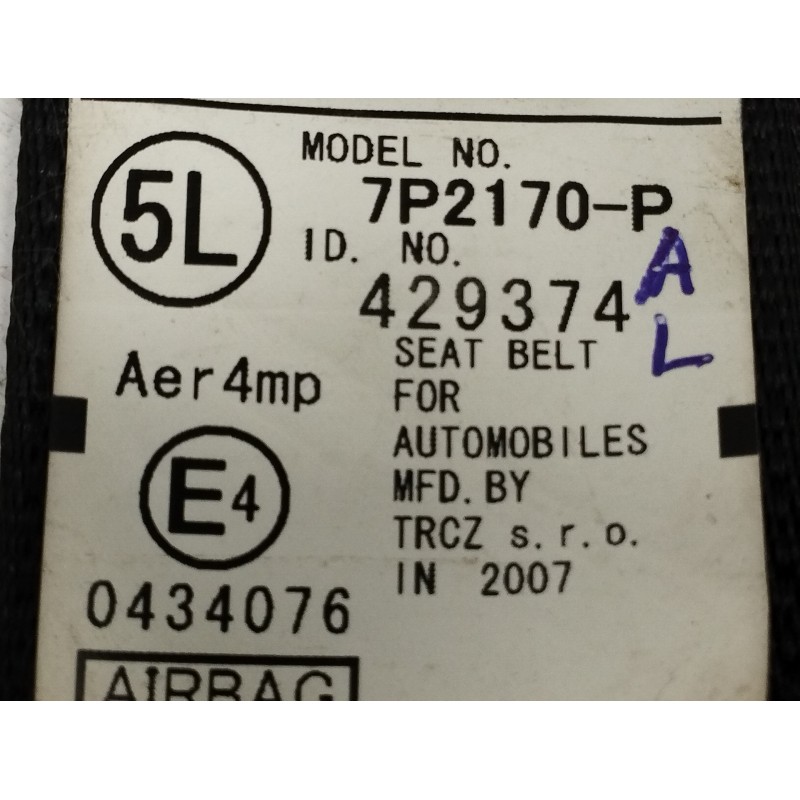 5L
MODEL NO.
7P2170-P
ID. NO.
429374
A
L
Aer4mp
SEAT BELT
FOR
AUTOMOBILES
MFD. BY
TRCZ s.r.o.
IN 2007
E4
0434076
AIRBAG